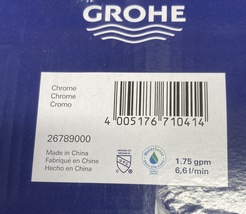 GROHE
Chrome
Chrome
Cromo
4 005176 710414
26789000
Made in China
Fabriqué en Chine
Hecho en China
1.75 gpm
6,6 l/min